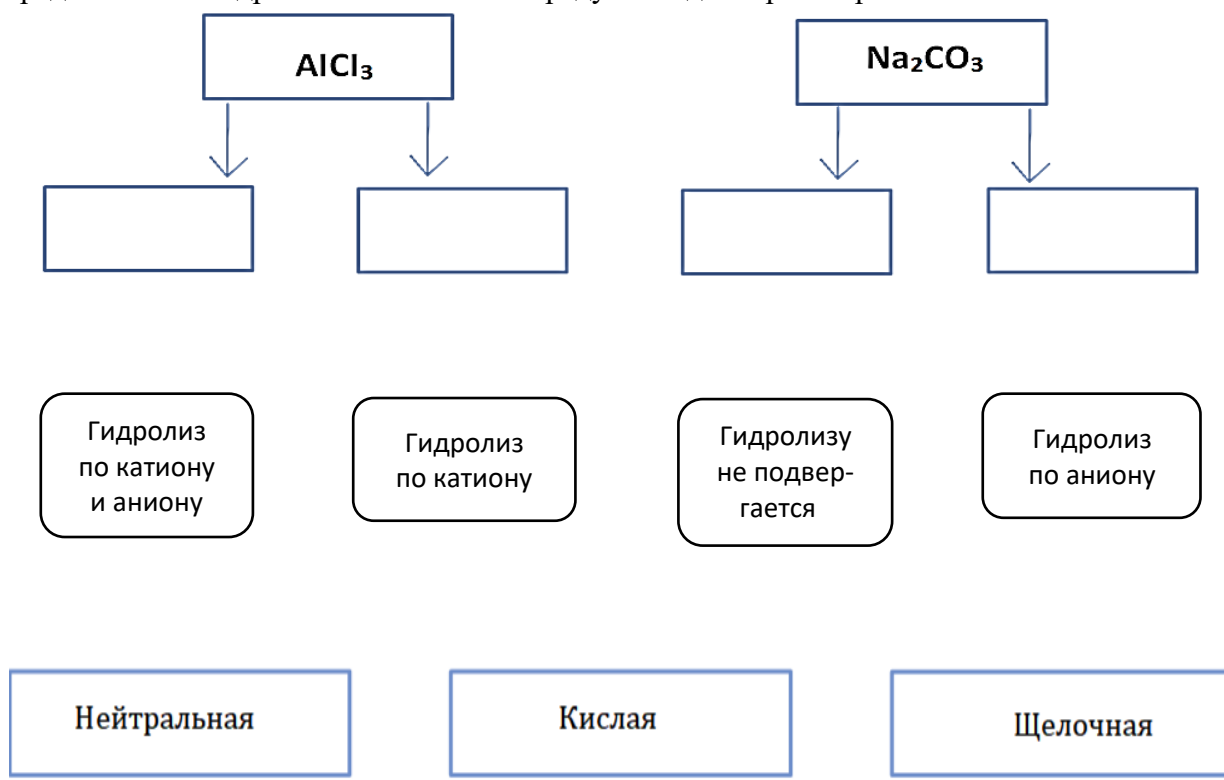 AlCl₃
Na₂CO₃
Гидролиз
по катиону
и аниону
Гидролиз
по катиону
Гидролизу
не подвер-
гается
Гидролиз
по аниону
Нейтральная
Кислая
Щелочная